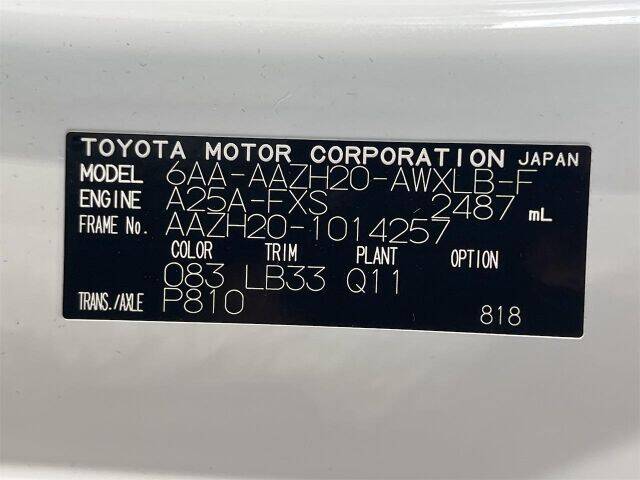 TOYOTA MOTOR CORPORATION JAPAN
MODEL 6AA-AAZH20-AWXLB-F
ENGINE A25A-FXS 2487 mL
FRAME No. AAZH20-1014257
COLOR TRIM PLANT OPTION
083 LB33 Q11
TRANS./AXLE P810 818